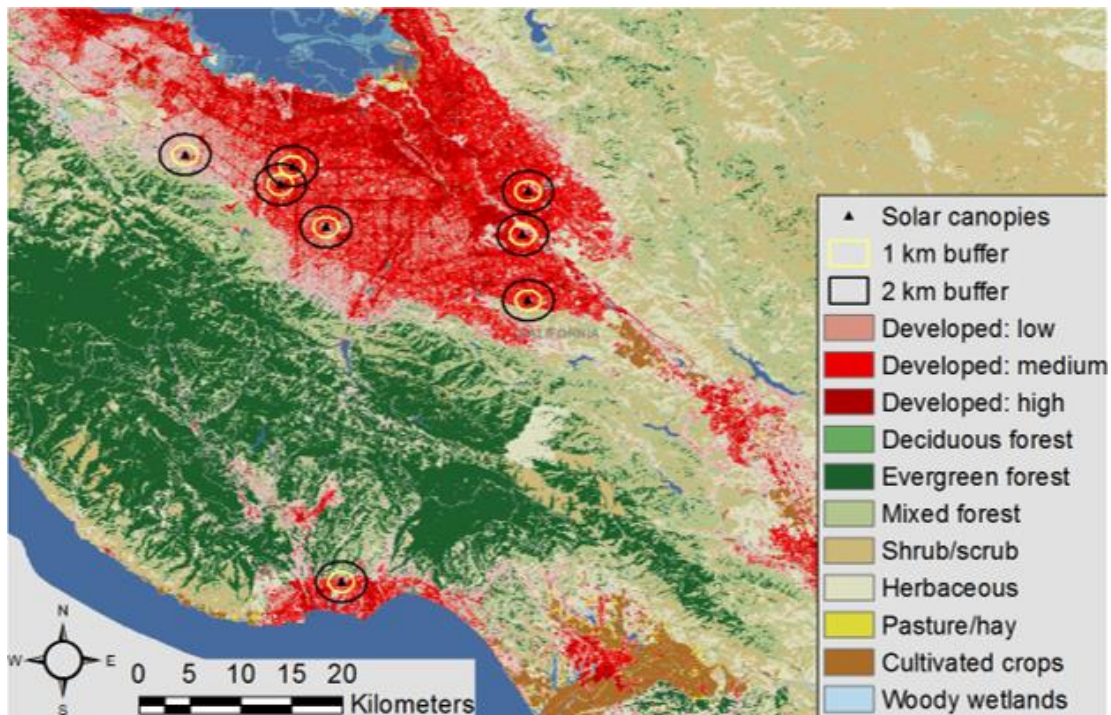 CALIFORNIA
Solar canopies
1 km buffer
2 km buffer
Developed: low
Developed: medium
Developed: high
Deciduous forest
Evergreen forest
Mixed forest
Shrub/scrub
Herbaceous
Pasture/hay
Cultivated crops
Woody wetlands
N
W E
S
0 5 10 15 20
Kilometers